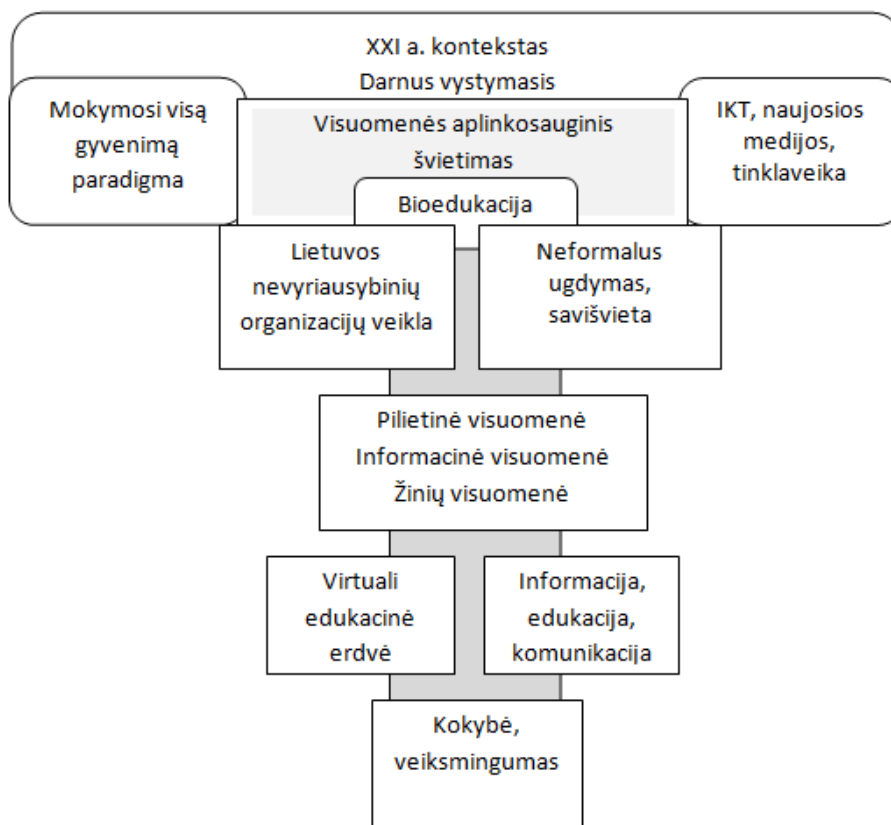 XXI a. kontekstas
Darnus vystymasis
Mokymosi visą
gyvenimą
paradigma
Visuomenės aplinkosauginis
švietimas
IKT, naujosios
medijos,
tinklaveika
Bioedukacija
Lietuvos
nevyriausybinių
organizacijų veikla
Neformalus
ugdymas,
savišvieta
Pilietinė visuomenė
Informacinė visuomenė
Žinių visuomenė
Virtuali
edukacinė
erdvė
Informacija,
edukacija,
komunikacija
Kokybė,
veiksmingumas